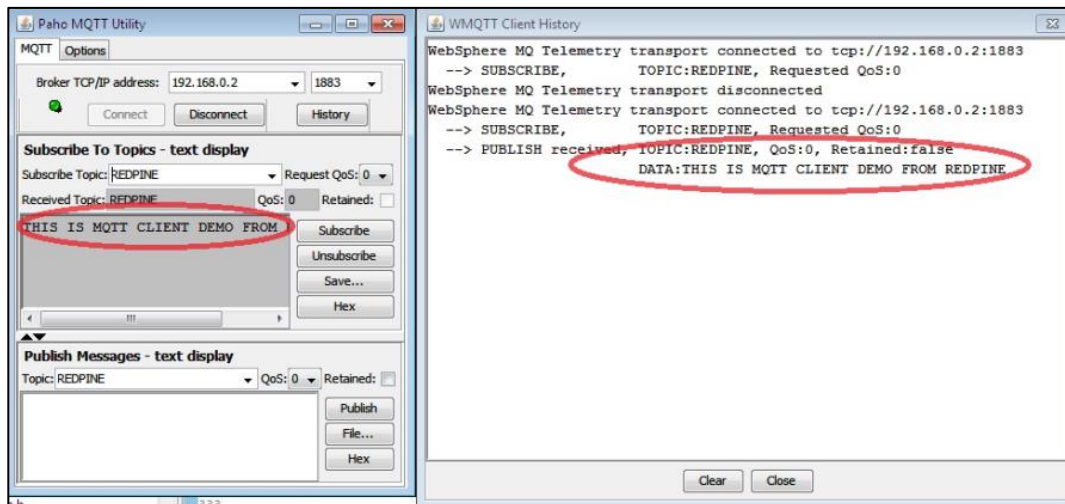 Paho MQTT Utility
MQTT Options
Broker TCP/IP address: 192.168.0.2 1883
Connect Disconnect History
Subscribe To Topics - text display
Subscribe Topic: REDPINE Request QoS: 0
Received Topic: REDPINE QoS: 0 Retained:
THIS IS MQTT CLIENT DEMO FROM
Subscribe
Unsubscribe
Save...
Hex
Publish Messages - text display
Topic: REDPINE QoS: 0 Retained:
Publish
File...
Hex
WMQTT Client History
WebSphere MQ Telemetry transport connected to tcp://192.168.0.2:1883
--> SUBSCRIBE, TOPIC:REDPINE, Requested QoS:0
WebSphere MQ Telemetry transport disconnected
WebSphere MQ Telemetry transport connected to tcp://192.168.0.2:1883
--> SUBSCRIBE, TOPIC:REDPINE, Requested QoS:0
--> PUBLISH received, TOPIC:REDPINE, QoS:0, Retained:false
DATA:THIS IS MQTT CLIENT DEMO FROM REDPINE
Clear Close